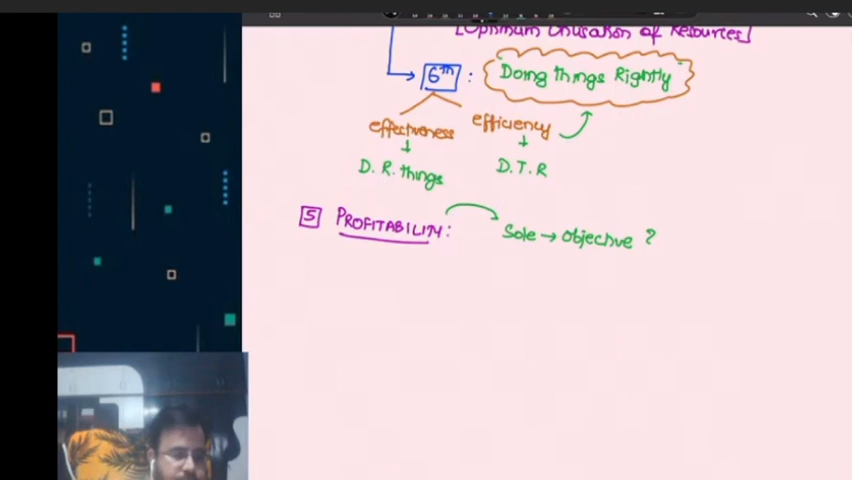 [Optimum Utilisation of Resources]
6th : Doing things Rightly
effectiveness efficiency
D. R. things D.T.R
5 PROFITABILITY: Sole → objective ?